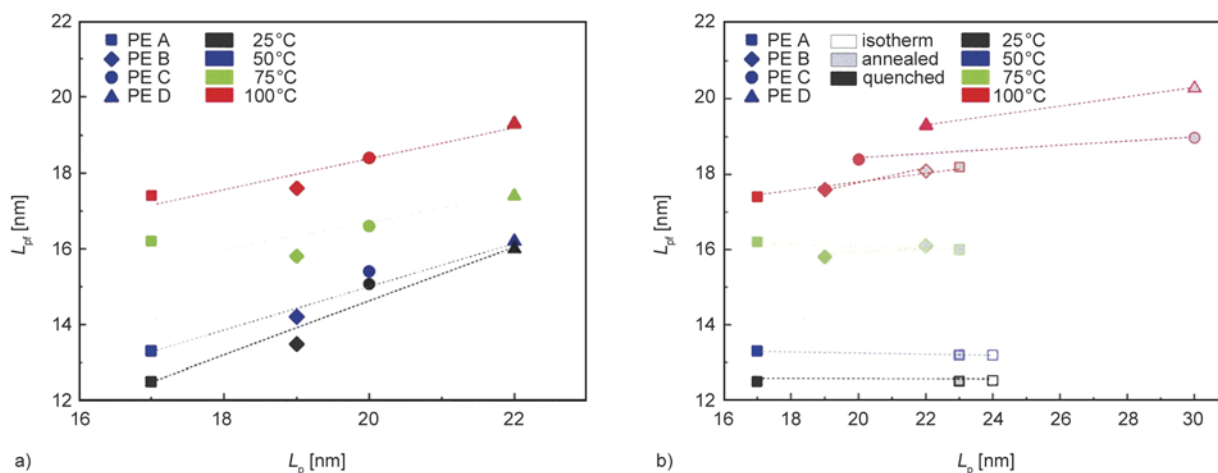 22
20
18
16
14
12
Lpf [nm]
PE A
PE B
PE C
PE D
25°C
50°C
75°C
100°C
16
18
20
22
a)
Lp [nm]
22
20
18
16
14
12
Lpf [nm]
PE A
PE B
PE C
PE D
isotherm
annealed
quenched
25°C
50°C
75°C
100°C
16
18
20
22
24
26
28
30
b)
Lp [nm]